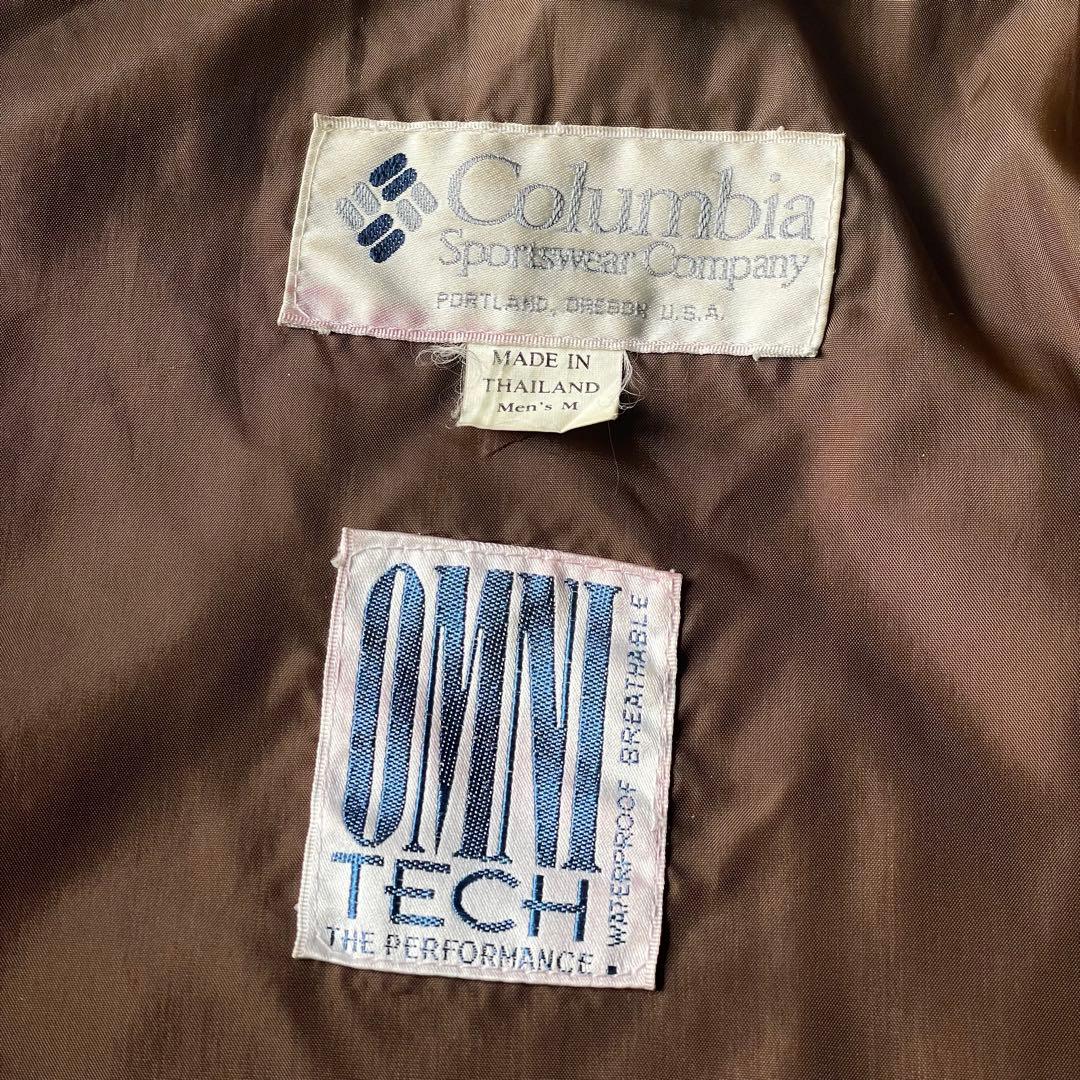 Columbia
Sportswear Company
PORTLAND, OREGON U.S.A.
MADE IN
THAILAND
Men's M
OMNI
TECH
THE PERFORMANCE.
WATERPROOF BREATHABLE